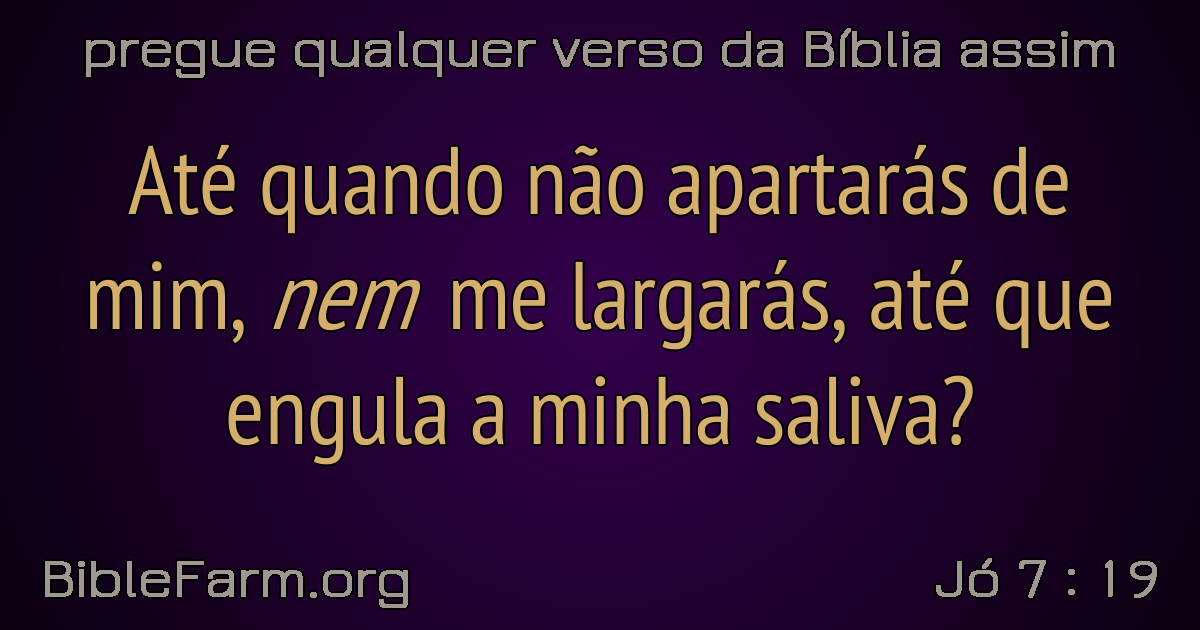 pregue qualquer verso da Bíblia assim
Até quando não apartarás de
mim, nem me largarás, até que
engula a minha saliva?
BibleFarm.org
Jó 7 : 19